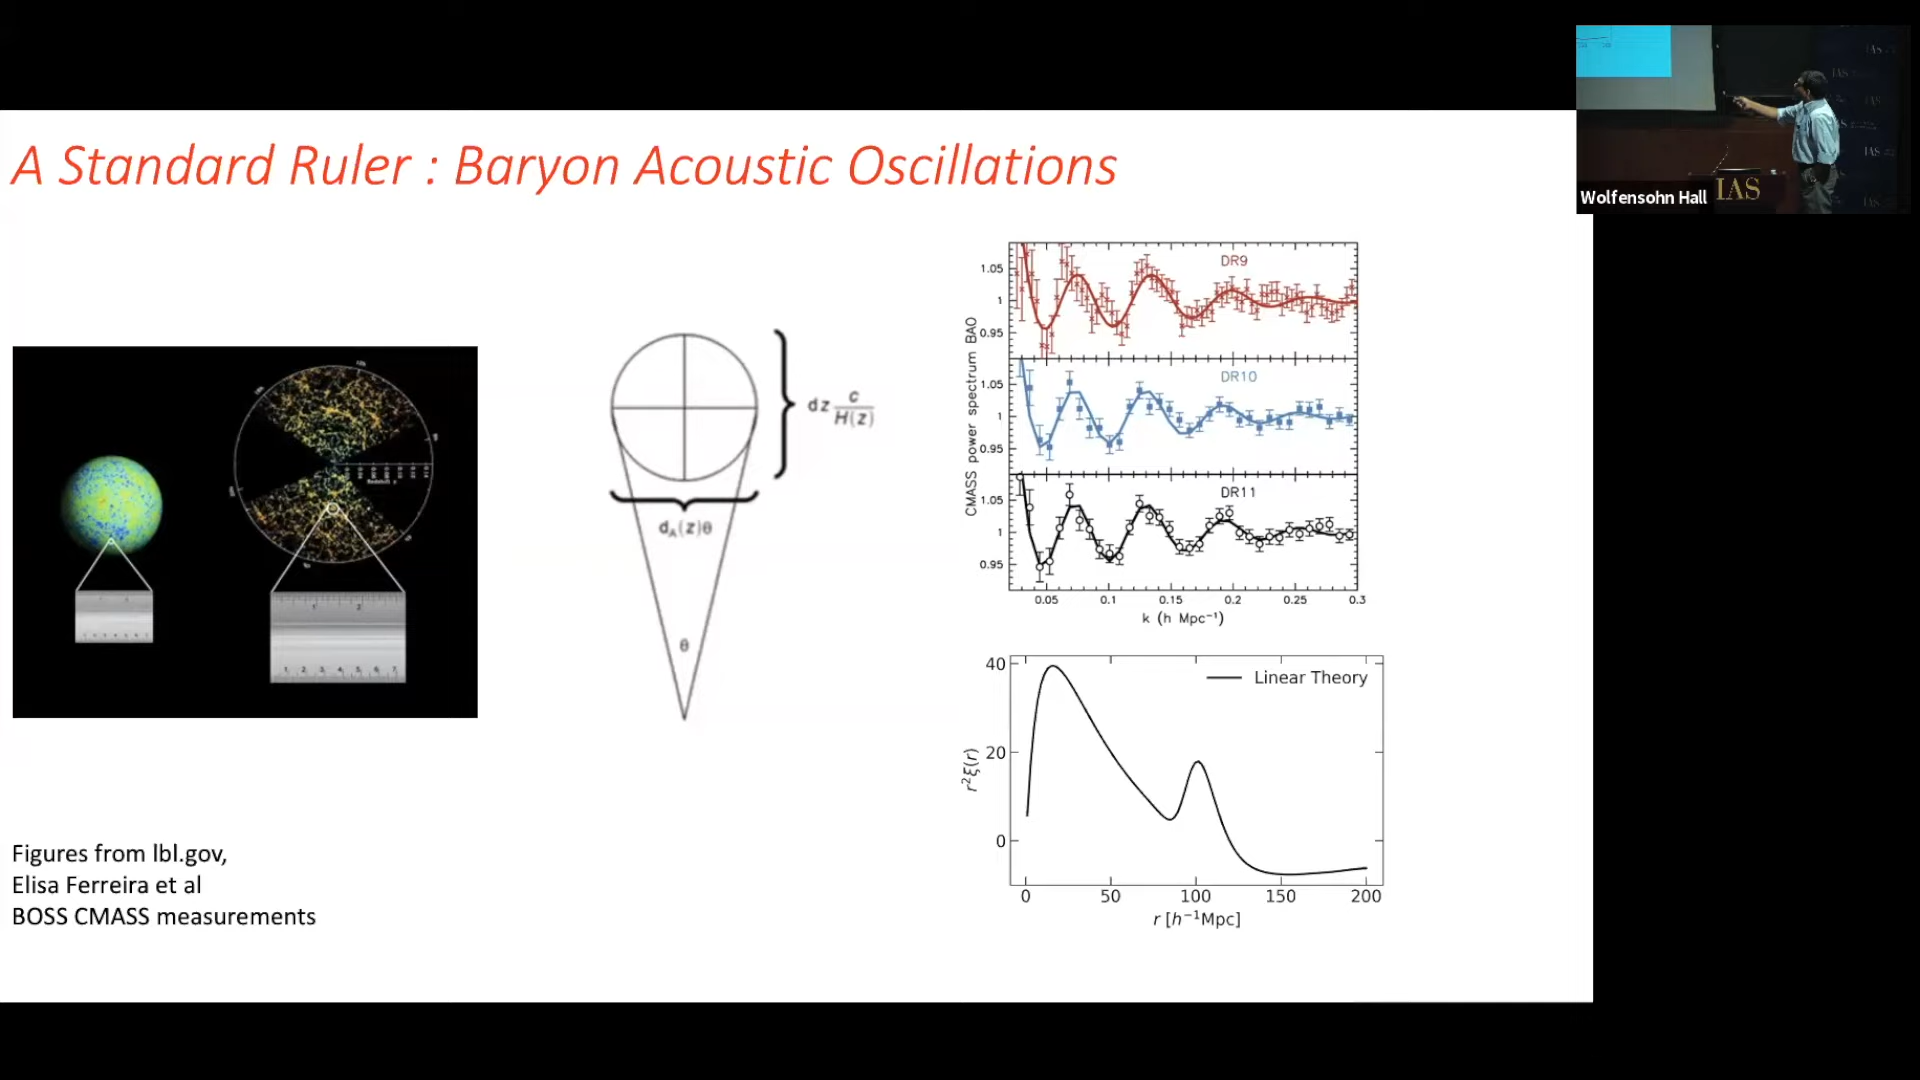 A Standard Ruler : Baryon Acoustic Oscillations
Wolfensohn Hall
IAS
dz c/H(z)
d_A(z)θ
θ
CMASS power spectrum BAO
DR9
1.05
1
0.95
DR10
1.05
1
0.95
DR11
1.05
1
0.95
0.05 0.1 0.15 0.2 0.25 0.3
k (h Mpc⁻¹)
Linear Theory
r²ξ(r)
40
20
0
0 50 100 150 200
r [h⁻¹Mpc]
Figures from lbl.gov,
Elisa Ferreira et al
BOSS CMASS measurements